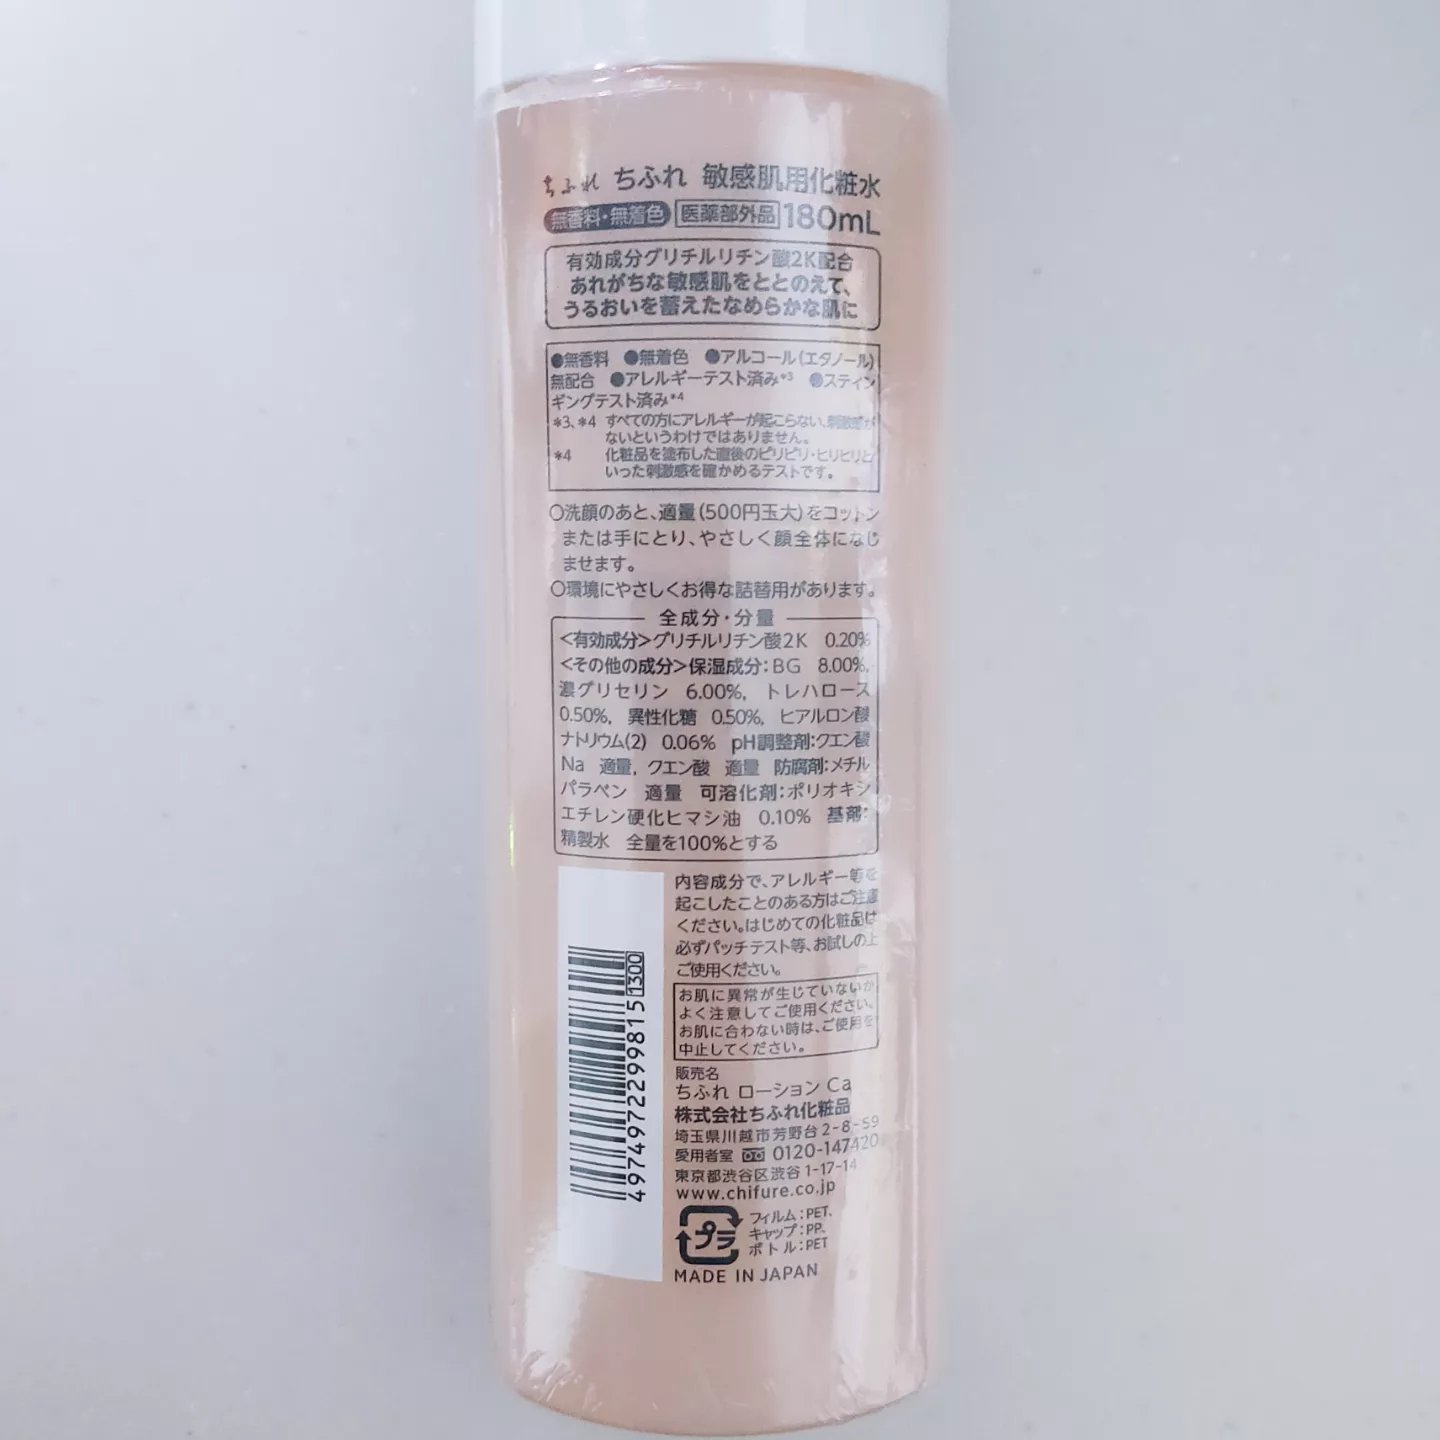 ちふれ ちふれ 敏感肌用化粧水
無香料・無着色 医薬部外品 180mL
有効成分グリチルリチン酸2K配合
あれがちな敏感肌をととのえて、
うるおいを蓄えたなめらかな肌に
●無香料 ●無着色 ●アルコール(エタノール)
無配合 ●アレルギーテスト済み*3 ●ステイン
ギングテスト済み*4
*3、*4 すべての方にアレルギーが起こらない、刺激感が
ないというわけではありません。
*4 化粧品を塗布した直後のピリピリ・ヒリヒリと
いった刺激感を確かめるテストです。
○洗顔のあと、適量(500円玉大)をコットン
または手にとり、やさしく顔全体になじ
ませます。
○環境にやさしくお得な詰替用があります。
全成分・分量
<有効成分>グリチルリチン酸2K 0.20%
<その他の成分>保湿成分:BG 8.00%,
濃グリセリン 6.00%, トレハロース
0.50%, 異性化糖 0.50%, ヒアルロン酸
ナトリウム(2) 0.06% pH調整剤:クエン酸
Na 適量, クエン酸 適量 防腐剤:メチル
パラベン 適量 可溶化剤:ポリオキシ
エチレン硬化ヒマシ油 0.10% 基剤:
精製水 全量を100%とする
内容成分で、アレルギー等を
起こしたことのある方はご注意
ください。はじめての化粧品は
必ずパッチテスト等、お試しの上
ご使用ください。
お肌に異常が生じていないか
よく注意してご使用ください。
お肌に合わない時は、ご使用を
中止してください。
販売名
ちふれ ローション Ca
株式会社ちふれ化粧品
埼玉県川越市芳野台2-8-59
愛用者室 0120-147420
東京都渋谷区渋谷1-17-14
www.chifure.co.jp
プラ
フィルム:PET、
キャップ:PP、
ボトル:PET
MADE IN JAPAN
4974972299815 1300